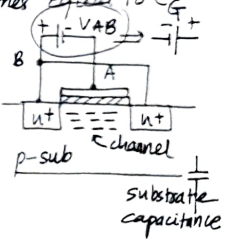 G
+ VAB - +
B
A
n+ n+
channel
p-sub
substrate
capacitance